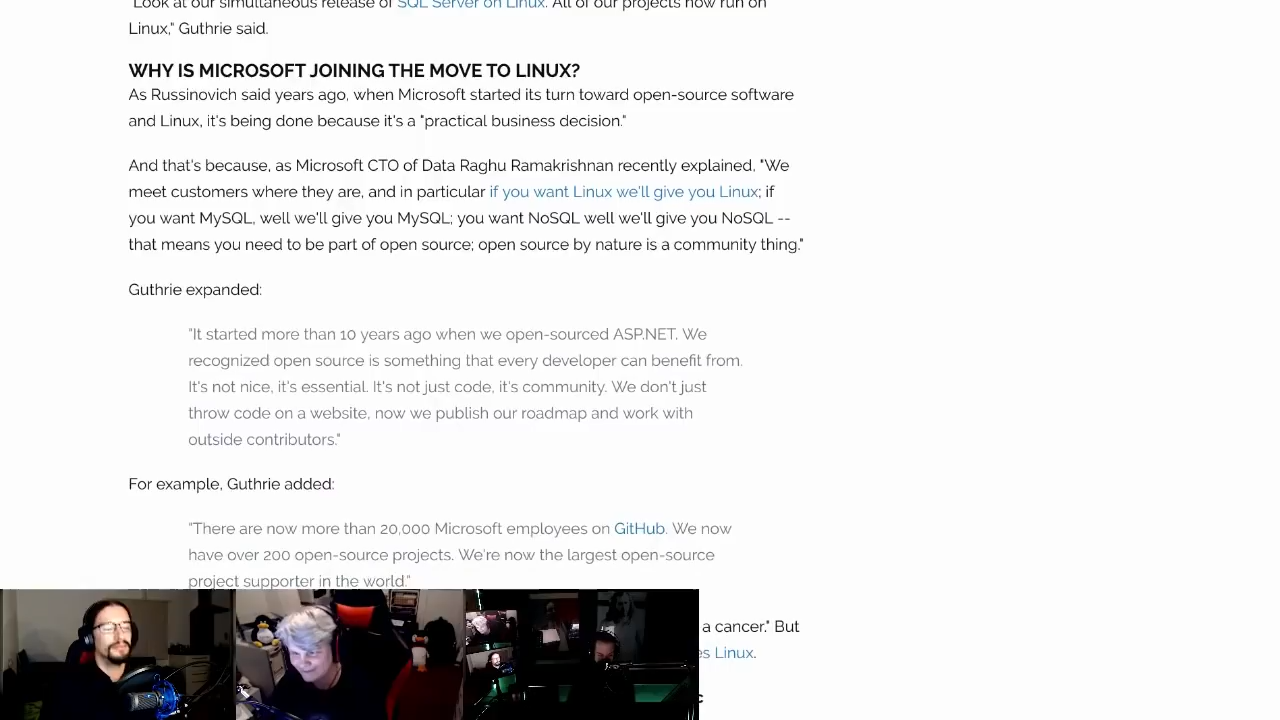 "Look at our simultaneous release of SQL Server on Linux. All of our projects now run on
Linux," Guthrie said.
WHY IS MICROSOFT JOINING THE MOVE TO LINUX?
As Russinovich said years ago, when Microsoft started its turn toward open-source software
and Linux, it's being done because it's a "practical business decision."
And that's because, as Microsoft CTO of Data Raghu Ramakrishnan recently explained, "We
meet customers where they are, and in particular if you want Linux we'll give you Linux; if
you want MySQL, well we'll give you MySQL; you want NoSQL well we'll give you NoSQL --
that means you need to be part of open source; open source by nature is a community thing."
Guthrie expanded:
"It started more than 10 years ago when we open-sourced ASP.NET. We
recognized open source is something that every developer can benefit from.
It's not nice, it's essential. It's not just code, it's community. We don't just
throw code on a website, now we publish our roadmap and work with
outside contributors."
For example, Guthrie added:
"There are now more than 20,000 Microsoft employees on GitHub. We now
have over 200 open-source projects. We're now the largest open-source
project supporter in the world."
a cancer." But
es Linux.